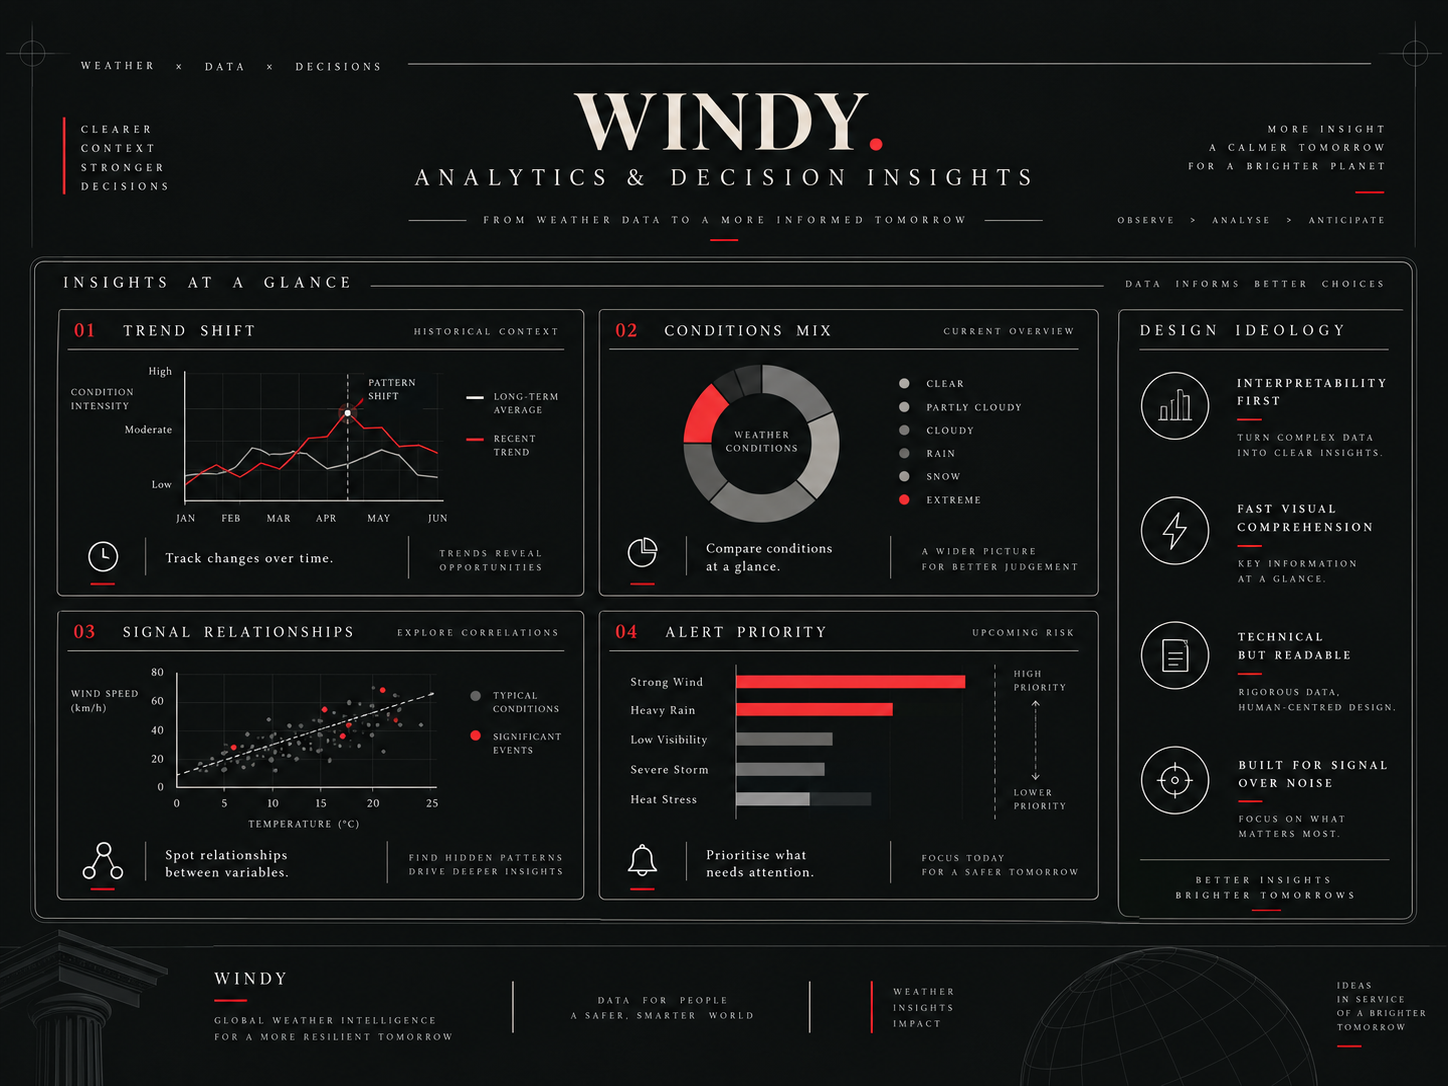 WEATHER × DATA × DECISIONS
CLEARER
CONTEXT
STRONGER
DECISIONS
WINDY.
ANALYTICS & DECISION INSIGHTS
FROM WEATHER DATA TO A MORE INFORMED TOMORROW
MORE INSIGHT
A CALMER TOMORROW
FOR A BRIGHTER PLANET
OBSERVE > ANALYSE > ANTICIPATE
INSIGHTS AT A GLANCE
DATA INFORMS BETTER CHOICES
01 TREND SHIFT
HISTORICAL CONTEXT
CONDITION
INTENSITY
High
Moderate
Low
PATTERN
SHIFT
LONG-TERM
AVERAGE
RECENT
TREND
JAN FEB MAR APR MAY JUN
Track changes over time.
TRENDS REVEAL
OPPORTUNITIES
02 CONDITIONS MIX
CURRENT OVERVIEW
WEATHER
CONDITIONS
CLEAR
PARTLY CLOUDY
CLOUDY
RAIN
SNOW
EXTREME
Compare conditions
at a glance.
A WIDER PICTURE
FOR BETTER JUDGEMENT
03 SIGNAL RELATIONSHIPS
EXPLORE CORRELATIONS
WIND SPEED
(km/h)
80
60
40
20
0
0 5 10 15 20 25
TEMPERATURE (°C)
TYPICAL
CONDITIONS
SIGNIFICANT
EVENTS
Spot relationships
between variables.
FIND HIDDEN PATTERNS
DRIVE DEEPER INSIGHTS
04 ALERT PRIORITY
UPCOMING RISK
Strong Wind
Heavy Rain
Low Visibility
Severe Storm
Heat Stress
HIGH
PRIORITY
LOWER
PRIORITY
Prioritise what
needs attention.
FOCUS TODAY
FOR A SAFER TOMORROW
DESIGN IDEOLOGY
INTERPRETABILITY
FIRST
TURN COMPLEX DATA
INTO CLEAR INSIGHTS.
FAST VISUAL
COMPREHENSION
KEY INFORMATION
AT A GLANCE.
TECHNICAL
BUT READABLE
RIGOROUS DATA,
HUMAN-CENTRED DESIGN.
BUILT FOR SIGNAL
OVER NOISE
FOCUS ON WHAT
MATTERS MOST.
BETTER INSIGHTS
BRIGHTER TOMORROWS
WINDY
GLOBAL WEATHER INTELLIGENCE
FOR A MORE RESILIENT TOMORROW
DATA FOR PEOPLE
A SAFER, SMARTER WORLD
WEATHER
INSIGHTS
IMPACT
IDEAS
IN SERVICE
OF A BRIGHTER
TOMORROW